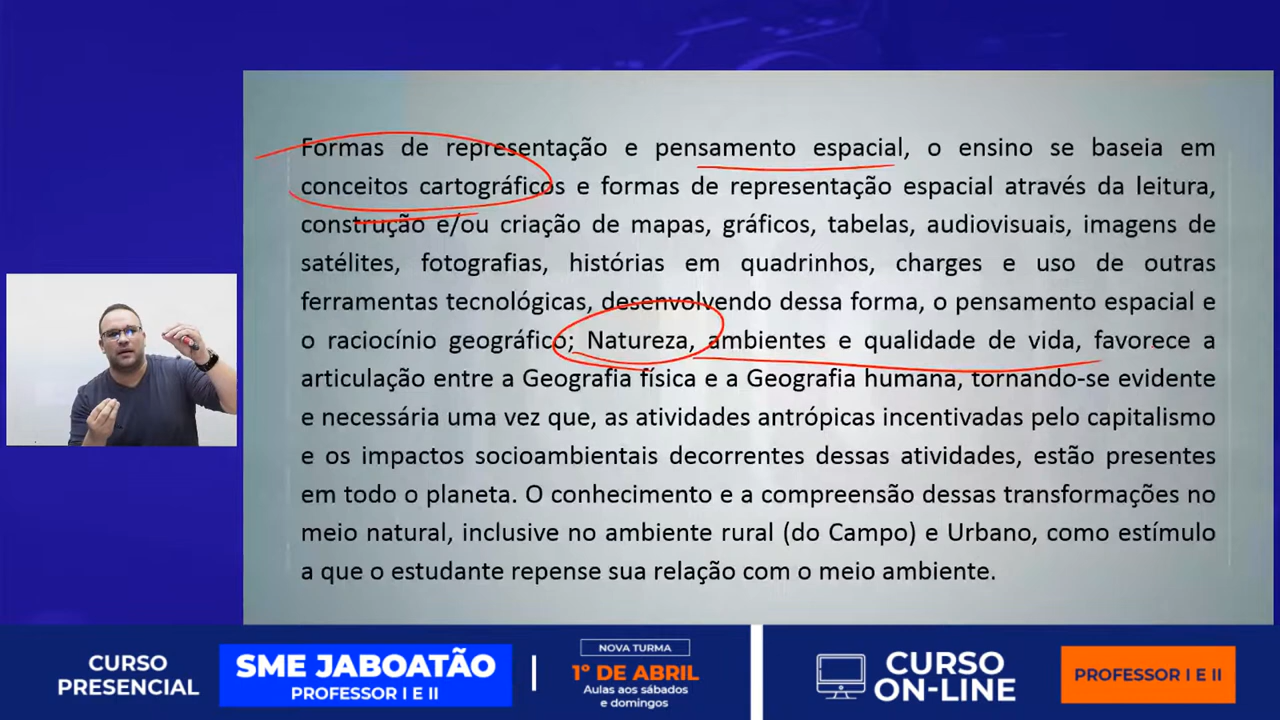 Formas de representação e pensamento espacial, o ensino se baseia em
conceitos cartográficos e formas de representação espacial através da leitura,
construção e/ou criação de mapas, gráficos, tabelas, audiovisuais, imagens de
satélites, fotografias, histórias em quadrinhos, charges e uso de outras
ferramentas tecnológicas, desenvolvendo dessa forma, o pensamento espacial e
o raciocínio geográfico; Natureza, ambientes e qualidade de vida, favorece a
articulação entre a Geografia física e a Geografia humana, tornando-se evidente
e necessária uma vez que, as atividades antrópicas incentivadas pelo capitalismo
e os impactos socioambientais decorrentes dessas atividades, estão presentes
em todo o planeta. O conhecimento e a compreensão dessas transformações no
meio natural, inclusive no ambiente rural (do Campo) e Urbano, como estímulo
a que o estudante repense sua relação com o meio ambiente.
CURSO
PRESENCIAL
SME JABOATÃO
PROFESSOR I E II
NOVA TURMA
1º DE ABRIL
Aulas aos sábados
e domingos
CURSO
ON-LINE
PROFESSOR I E II